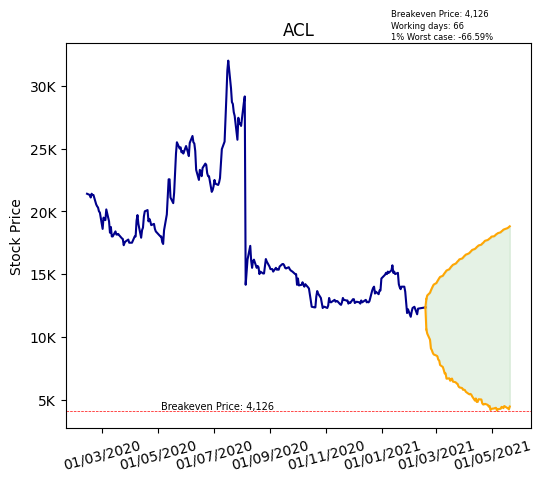 Breakeven Price: 4,126
Working days: 66
1% Worst case: -66.59%
ACL
Stock Price
30K
25K
20K
15K
10K
5K
Breakeven Price: 4,126
01/03/2020
01/05/2020
01/07/2020
01/09/2020
01/11/2020
01/01/2021
01/03/2021
01/05/2021